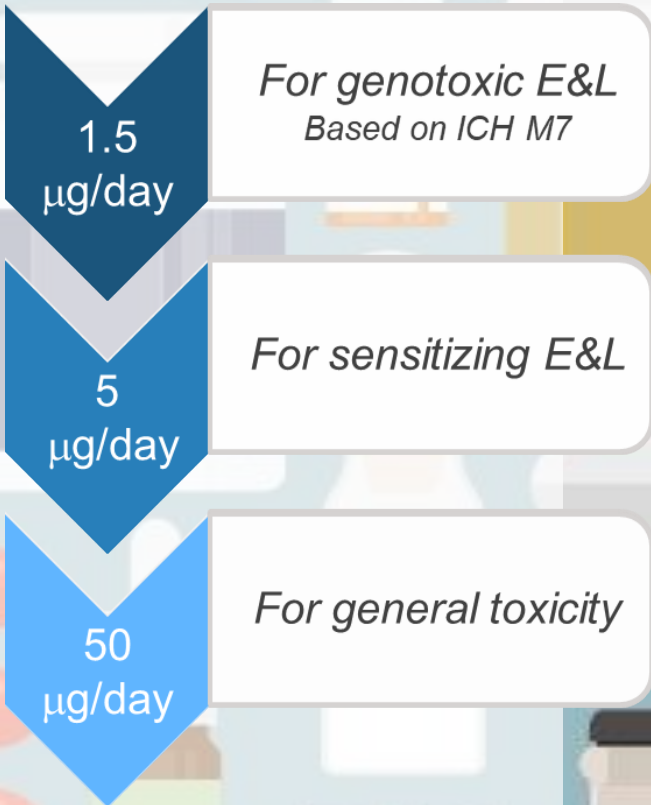 1.5
μg/day
For genotoxic E&L
Based on ICH M7
5
μg/day
For sensitizing E&L
50
μg/day
For general toxicity